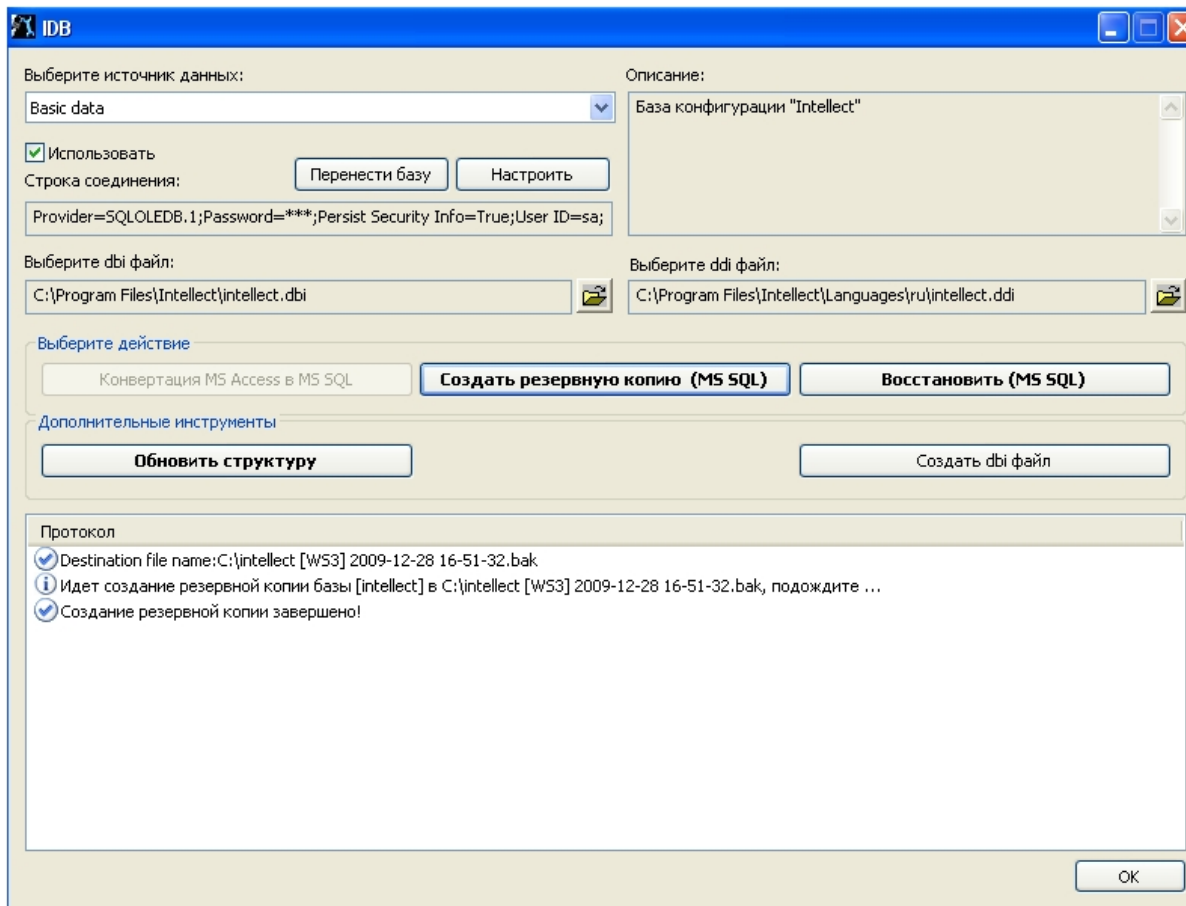 IDB
Выберите источник данных:
Описание:
Basic data
База конфигурации "Intellect"
Использовать
Строка соединения:
Перенести базу
Настроить
Provider=SQLOLEDB.1;Password=***;Persist Security Info=True;User ID=sa;
Выберите dbi файл:
Выберите ddi файл:
C:\Program Files\Intellect\intellect.dbi
C:\Program Files\Intellect\Languages\ru\intellect.ddi
Выберите действие
Конвертация MS Access в MS SQL
Создать резервную копию (MS SQL)
Восстановить (MS SQL)
Дополнительные инструменты
Обновить структуру
Создать dbi файл
Протокол
Destination file name:C:\intellect [WS3] 2009-12-28 16-51-32.bak
Идет создание резервной копии базы [intellect] в C:\intellect [WS3] 2009-12-28 16-51-32.bak, подождите ...
Создание резервной копии завершено!
OK